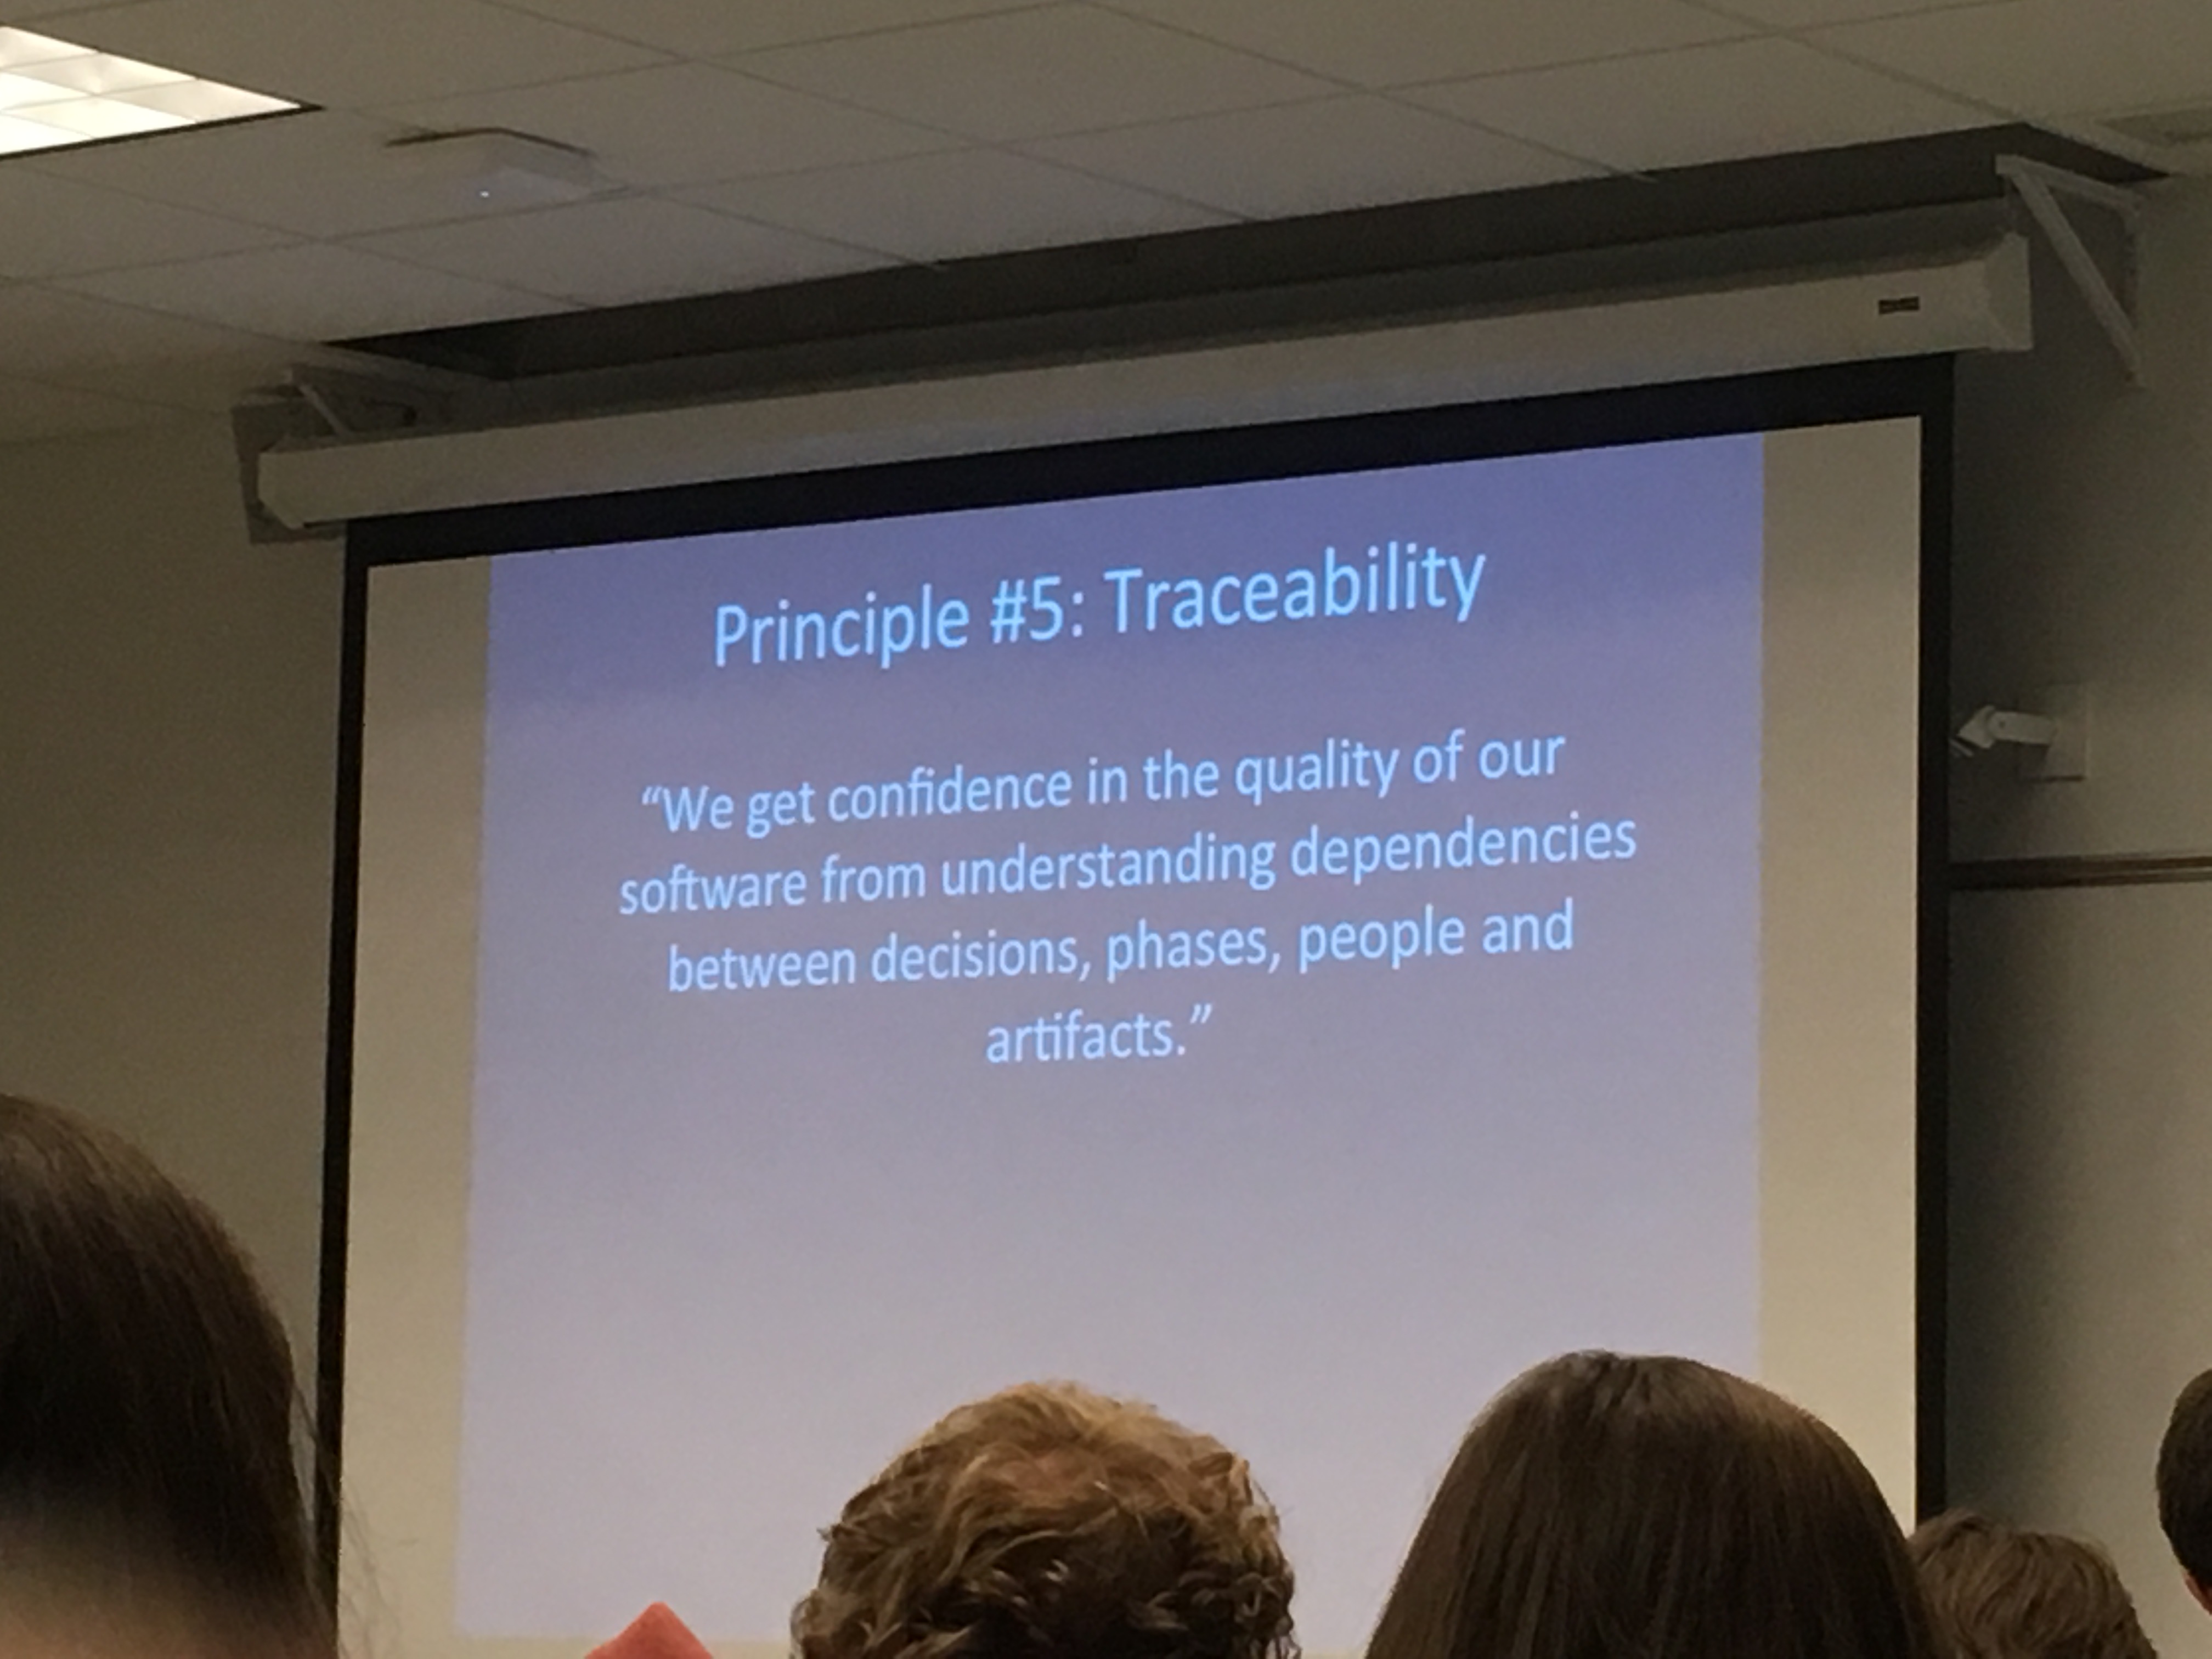 Principle #5: Traceability
“We get confidence in the quality of our
software from understanding dependencies
between decisions, phases, people and
artifacts.”